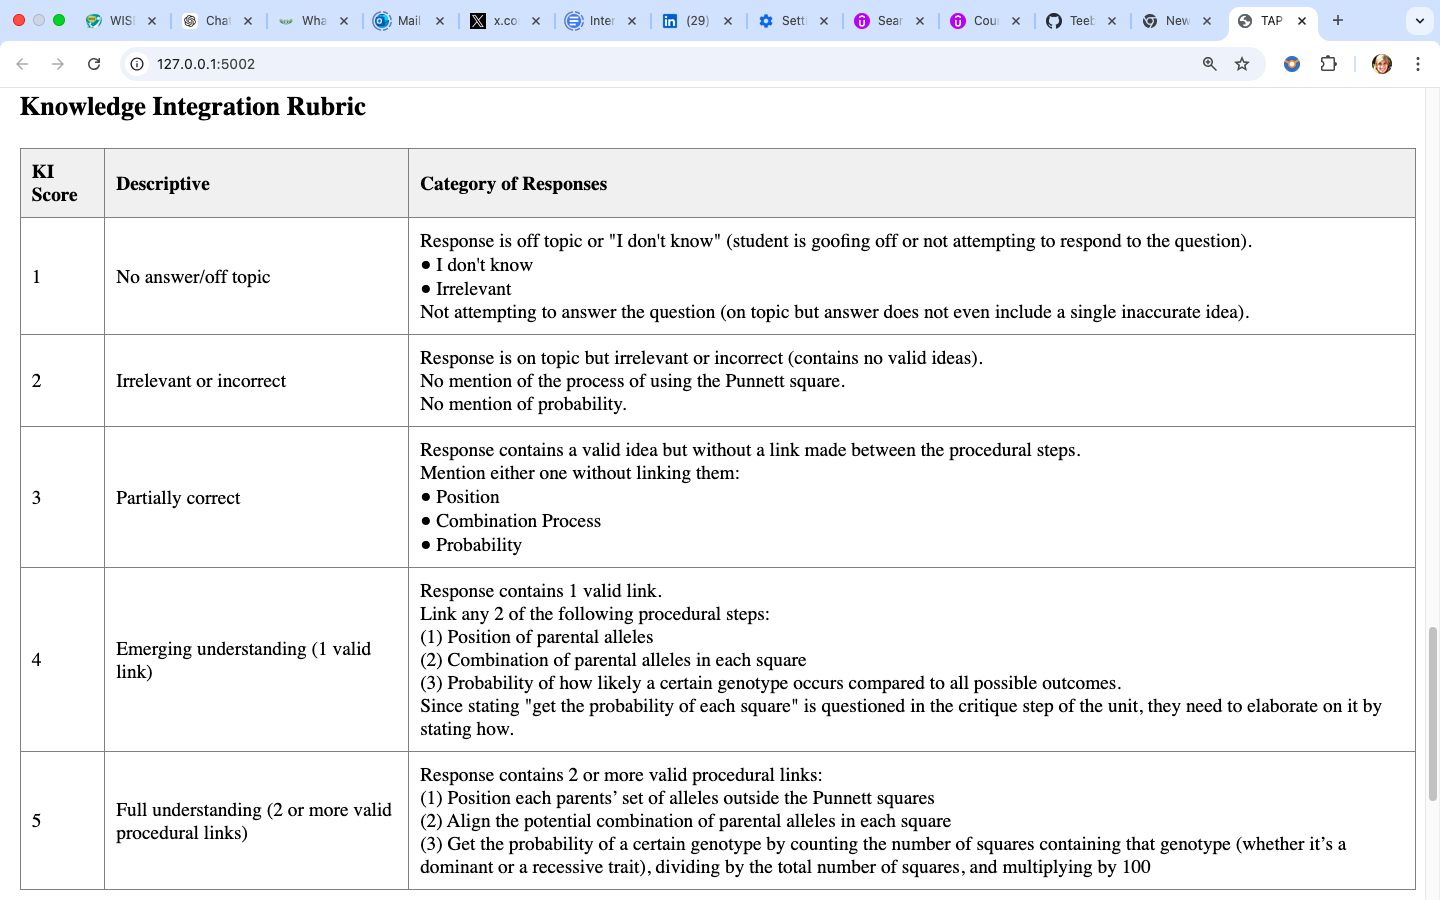 WISE
Chat
Wha
Mail
x.co
Inter
(29)
Sett
Sear
Cou
Teeb
New
TAP
127.0.0.1:5002
Knowledge Integration Rubric
KI
Score
Descriptive
Category of Responses
1
No answer/off topic
Response is off topic or "I don't know" (student is goofing off or not attempting to respond to the question).
● I don't know
● Irrelevant
Not attempting to answer the question (on topic but answer does not even include a single inaccurate idea).
2
Irrelevant or incorrect
Response is on topic but irrelevant or incorrect (contains no valid ideas).
No mention of the process of using the Punnett square.
No mention of probability.
3
Partially correct
Response contains a valid idea but without a link made between the procedural steps.
Mention either one without linking them:
● Position
● Combination Process
● Probability
4
Emerging understanding (1 valid
link)
Response contains 1 valid link.
Link any 2 of the following procedural steps:
(1) Position of parental alleles
(2) Combination of parental alleles in each square
(3) Probability of how likely a certain genotype occurs compared to all possible outcomes.
Since stating "get the probability of each square" is questioned in the critique step of the unit, they need to elaborate on it by
stating how.
5
Full understanding (2 or more valid
procedural links)
Response contains 2 or more valid procedural links:
(1) Position each parents’ set of alleles outside the Punnett squares
(2) Align the potential combination of parental alleles in each square
(3) Get the probability of a certain genotype by counting the number of squares containing that genotype (whether it’s a
dominant or a recessive trait), dividing by the total number of squares, and multiplying by 100